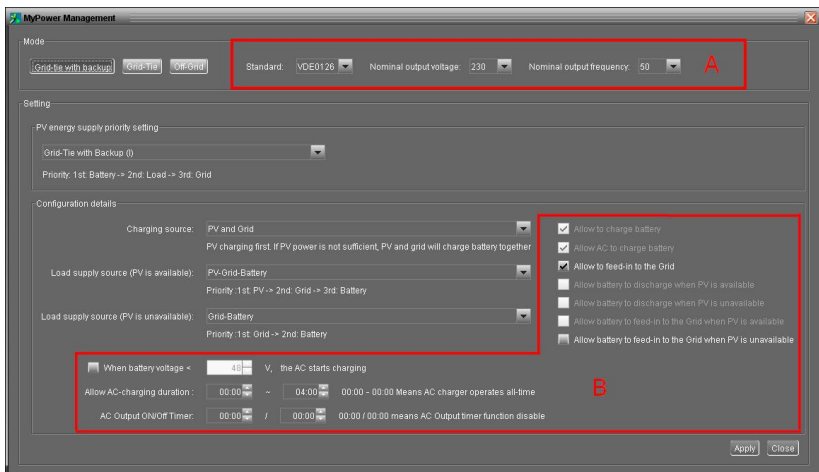 MyPower Management
Mode
Grid-tie with backup Grid-Tie Off-Grid Standard: VDE0126 Nominal output voltage: 230 Nominal output frequency: 50 A
Setting
PV energy supply priority setting
Grid-Tie with Backup (I)
Priority: 1st: Battery -> 2nd: Load -> 3rd: Grid
Configuration details
Charging source: PV and Grid
PV charging first. If PV power is not sufficient, PV and grid will charge battery together
Load supply source (PV is available): PV-Grid-Battery
Priority :1st: PV -> 2nd: Grid -> 3rd: Battery
Load supply source (PV is unavailable): Grid-Battery
Priority :1st: Grid -> 2nd: Battery
Allow to charge battery
Allow AC to charge battery
Allow to feed-in to the Grid
Allow battery to discharge when PV is available
Allow battery to discharge when PV is unavailable
Allow battery to feed-in to the Grid when PV is available
Allow battery to feed-in to the Grid when PV is unavailable
When battery voltage < 48 V, the AC starts charging
Allow AC-charging duration : 00:00 ~ 04:00 00:00 - 00:00 Means AC charger operates all-time
AC Output ON/Off Timer: 00:00 / 00:00 00:00 / 00:00 means AC Output timer function disable
B
Apply Close